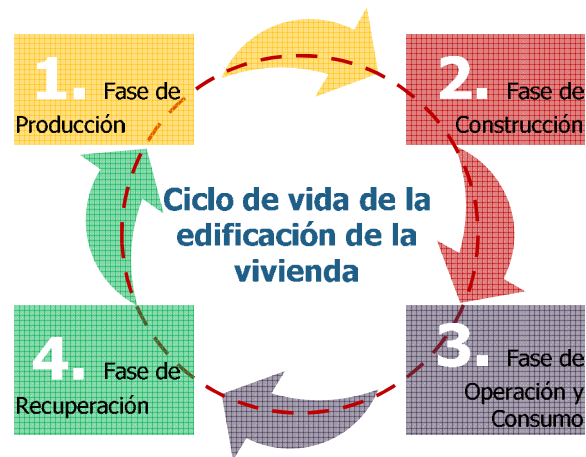 1. Fase de
Producción
2. Fase de
Construcción
Ciclo de vida de la
edificación de la
vivienda
3. Fase de
Operación y
Consumo
4. Fase de
Recuperación